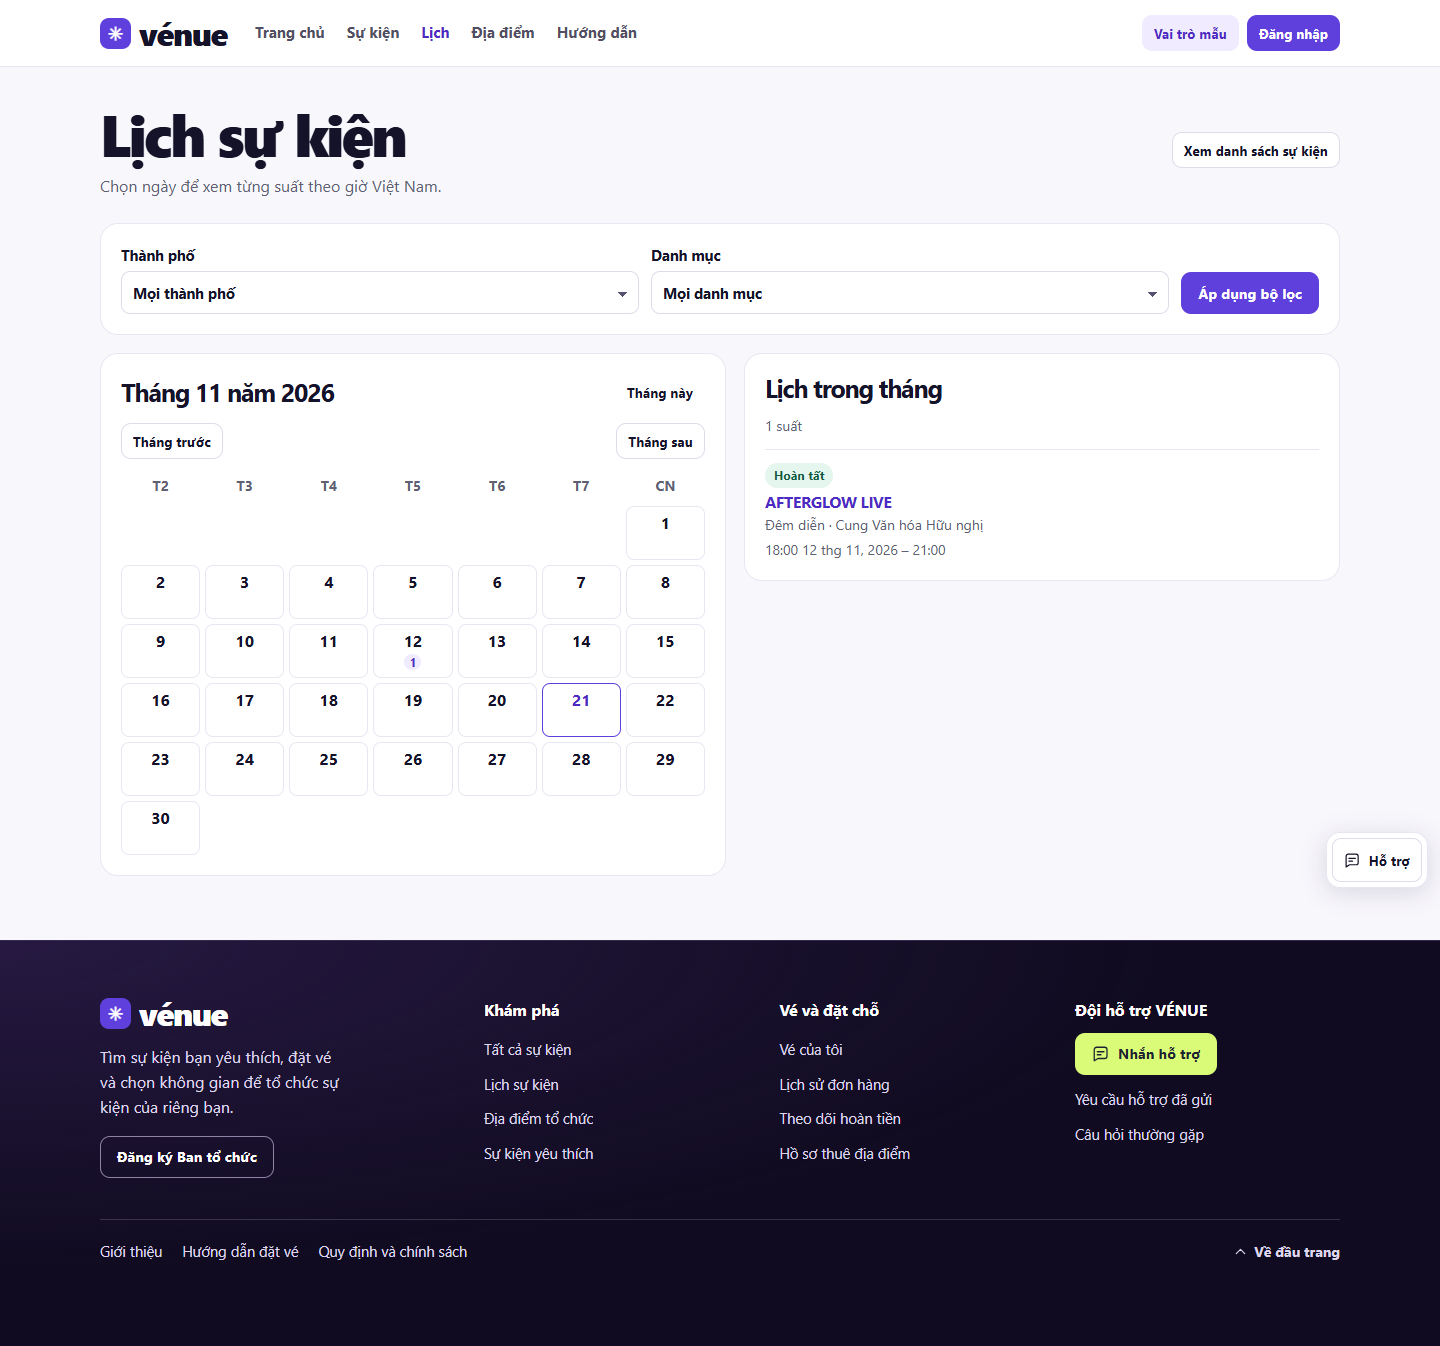 vénue
Trang chủ
Sự kiện
Lịch
Địa điểm
Hướng dẫn
Vai trò mẫu
Đăng nhập
Lịch sự kiện
Chọn ngày để xem từng suất theo giờ Việt Nam.
Xem danh sách sự kiện
Thành phố
Mọi thành phố
Danh mục
Mọi danh mục
Áp dụng bộ lọc
Tháng 11 năm 2026
Tháng này
Tháng trước
Tháng sau
T2 T3 T4 T5 T6 T7 CN
1
2 3 4 5 6 7 8
9 10 11 12 13 14 15
1
16 17 18 19 20 21 22
23 24 25 26 27 28 29
30
Lịch trong tháng
1 suất
Hoàn tất
AFTERGLOW LIVE
Đêm diễn · Cung Văn hóa Hữu nghị
18:00 12 thg 11, 2026 – 21:00
Hỗ trợ
vénue
Tìm sự kiện bạn yêu thích, đặt vé
và chọn không gian để tổ chức sự
kiện của riêng bạn.
Đăng ký Ban tổ chức
Khám phá
Tất cả sự kiện
Lịch sự kiện
Địa điểm tổ chức
Sự kiện yêu thích
Vé và đặt chỗ
Vé của tôi
Lịch sử đơn hàng
Theo dõi hoàn tiền
Hồ sơ thuê địa điểm
Đội hỗ trợ VÉNUE
Nhắn hỗ trợ
Yêu cầu hỗ trợ đã gửi
Câu hỏi thường gặp
Giới thiệu
Hướng dẫn đặt vé
Quy định và chính sách
Về đầu trang